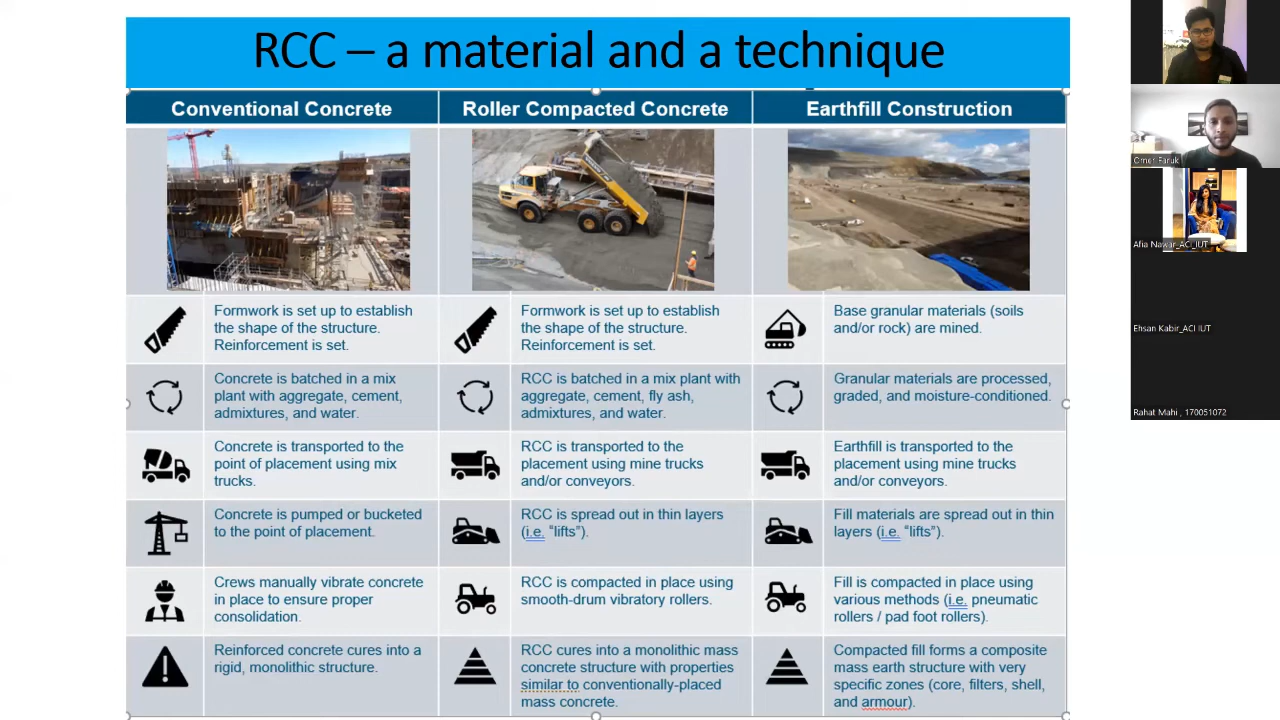 RCC – a material and a technique
Conventional Concrete
Roller Compacted Concrete
Earthfill Construction
Formwork is set up to establish
the shape of the structure.
Reinforcement is set.
Formwork is set up to establish
the shape of the structure.
Reinforcement is set.
Base granular materials (soils
and/or rock) are mined.
Concrete is batched in a mix
plant with aggregate, cement,
admixtures, and water.
RCC is batched in a mix plant with
aggregate, cement, fly ash,
admixtures, and water.
Granular materials are processed,
graded, and moisture-conditioned.
Concrete is transported to the
point of placement using mix
trucks.
RCC is transported to the
placement using mine trucks
and/or conveyors.
Earthfill is transported to the
placement using mine trucks
and/or conveyors.
Concrete is pumped or bucketed
to the point of placement.
RCC is spread out in thin layers
(i.e. “lifts”).
Fill materials are spread out in thin
layers (i.e. “lifts”).
Crews manually vibrate concrete
in place to ensure proper
consolidation.
RCC is compacted in place using
smooth-drum vibratory rollers.
Fill is compacted in place using
various methods (i.e. pneumatic
rollers / pad foot rollers).
Reinforced concrete cures into a
rigid, monolithic structure.
RCC cures into a monolithic mass
concrete structure with properties
similar to conventionally-placed
mass concrete.
Compacted fill forms a composite
mass earth structure with very
specific zones (core, filters, shell,
and armour).
Omer Faruk
Afia Nawar_ACI_IUT
Ehsan Kabir_ACI IUT
Rahat Mahi , 170051072